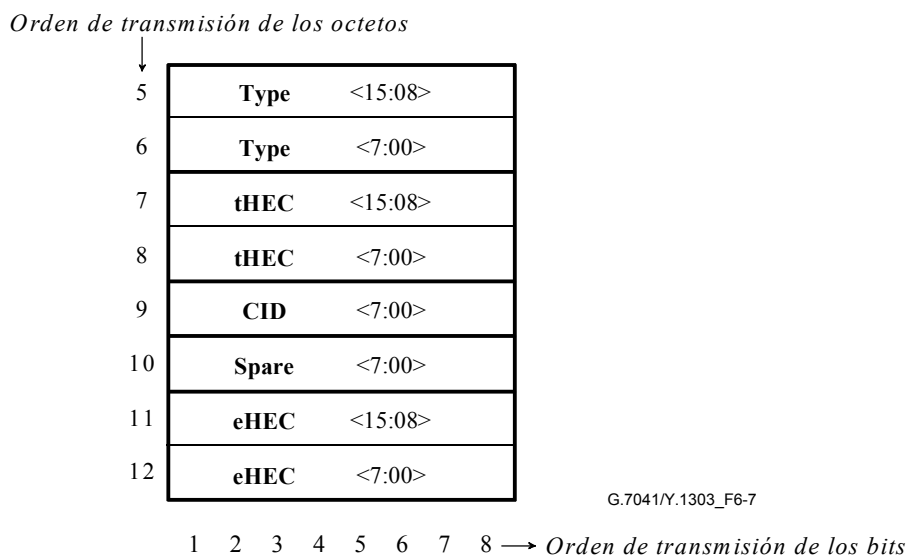 Orden de transmisión de los octetos
5 Type <15:08>
6 Type <7:00>
7 tHEC <15:08>
8 tHEC <7:00>
9 CID <7:00>
10 Spare <7:00>
11 eHEC <15:08>
12 eHEC <7:00>
G.7041/Y.1303_F6-7
1 2 3 4 5 6 7 8 → Orden de transmisión de los bits